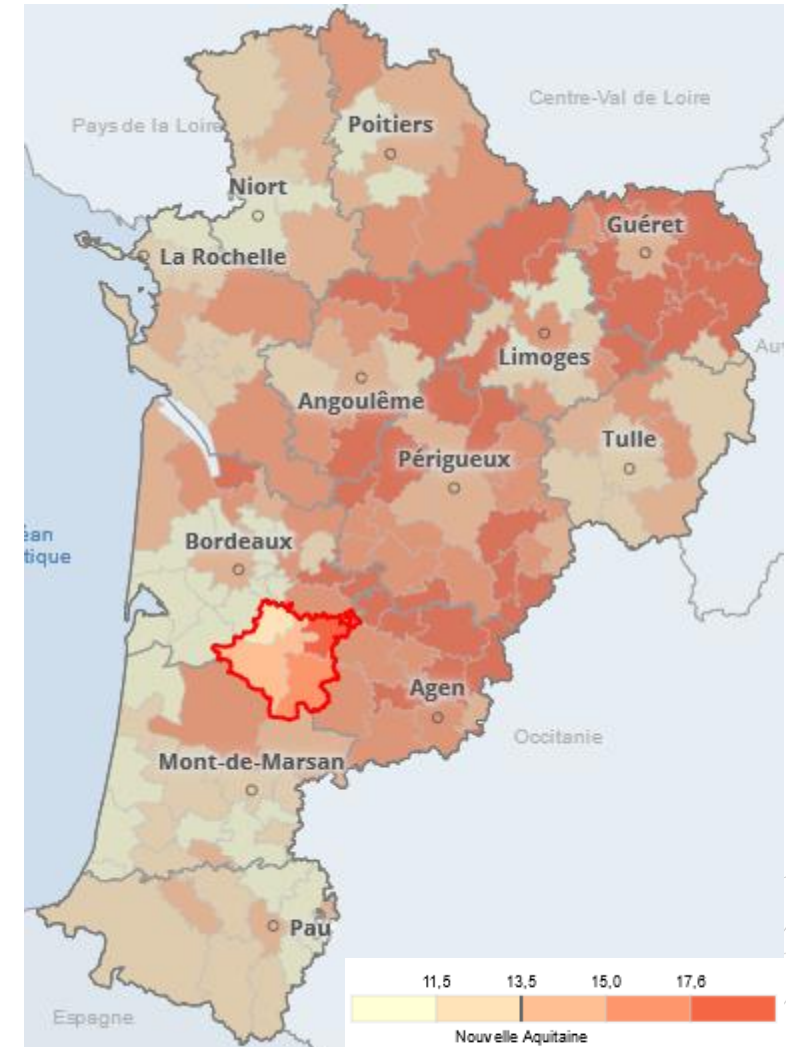 Centre-Val de Loire
Pays de la Loire
Poitiers
Niort
Guéret
La Rochelle
Limoges
Angoulême
Tulle
Périgueux
Bordeaux
Agen
Occitanie
Mont-de-Marsan
Pau
Espagne
11,5 13,5 15,0 17,6
Nouvelle Aquitaine